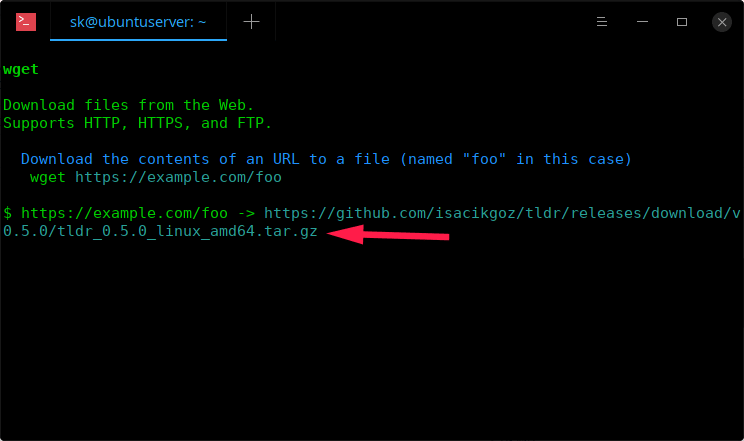 >_ sk@ubuntuserver: ~
wget
Download files from the Web.
Supports HTTP, HTTPS, and FTP.
Download the contents of an URL to a file (named "foo" in this case)
wget https://example.com/foo
$ https://example.com/foo -> https://github.com/isacikgoz/tldr/releases/download/v
0.5.0/tldr_0.5.0_linux_amd64.tar.gz